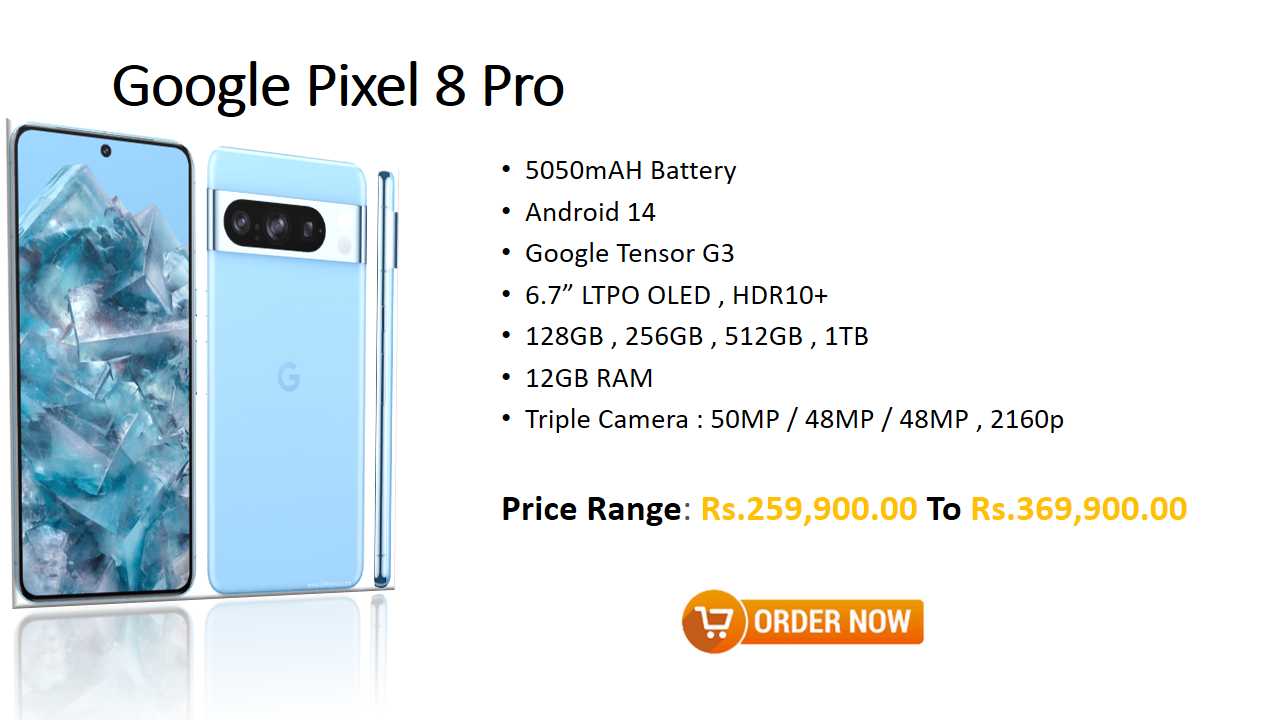 Google Pixel 8 Pro
• 5050mAH Battery
• Android 14
• Google Tensor G3
• 6.7” LTPO OLED , HDR10+
• 128GB , 256GB , 512GB , 1TB
• 12GB RAM
• Triple Camera : 50MP / 48MP / 48MP , 2160p
Price Range: Rs.259,900.00 To Rs.369,900.00
ORDER NOW
G